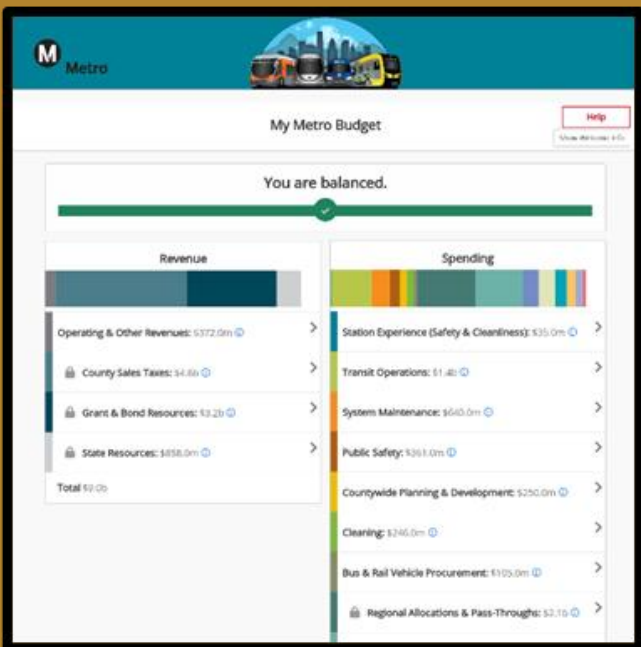 M
Metro
My Metro Budget
Help
You are balanced.
Revenue
Operating & Other Revenues: $372.0m
County Sales Taxes: $4.6b
Grant & Bond Resources: $3.2b
State Resources: $858.0m
Total $9.0b
Spending
Station Experience (Safety & Cleanliness): $35.0m
Transit Operations: $1.4b
System Maintenance: $640.0m
Public Safety: $361.0m
Countywide Planning & Development: $250.0m
Cleaning: $246.0m
Bus & Rail Vehicle Procurement: $105.0m
Regional Allocations & Pass-Throughs: $2.1b